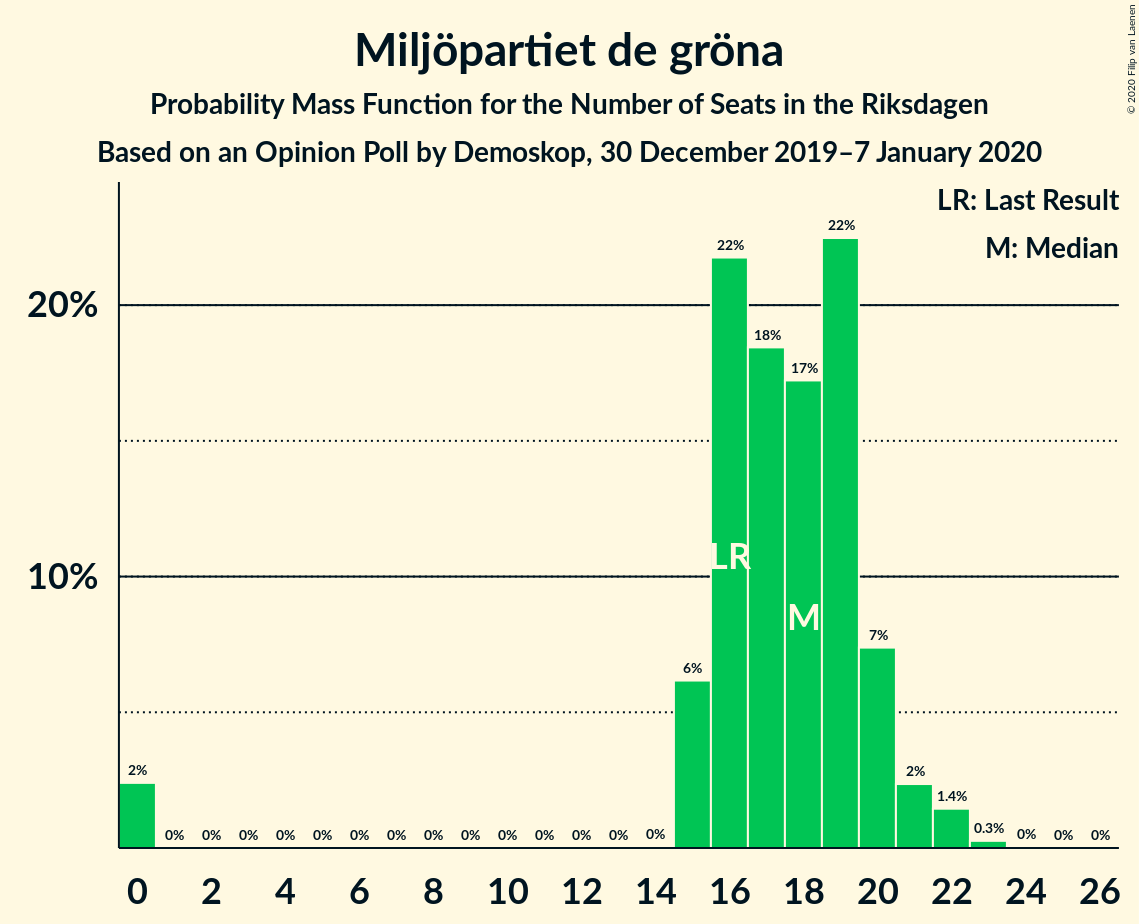 Miljöpartiet de gröna
Probability Mass Function for the Number of Seats in the Riksdagen
Based on an Opinion Poll by Demoskop, 30 December 2019–7 January 2020
© 2020 Filip van Laenen
LR: Last Result
M: Median
20%
10%
2% 0% 0% 0% 0% 0% 0% 0% 0% 0% 0% 0% 0% 0% 0% 6% 22% 18% 17% 22% 7% 2% 1.4% 0.3% 0% 0% 0%
LR
M
0 2 4 6 8 10 12 14 16 18 20 22 24 26